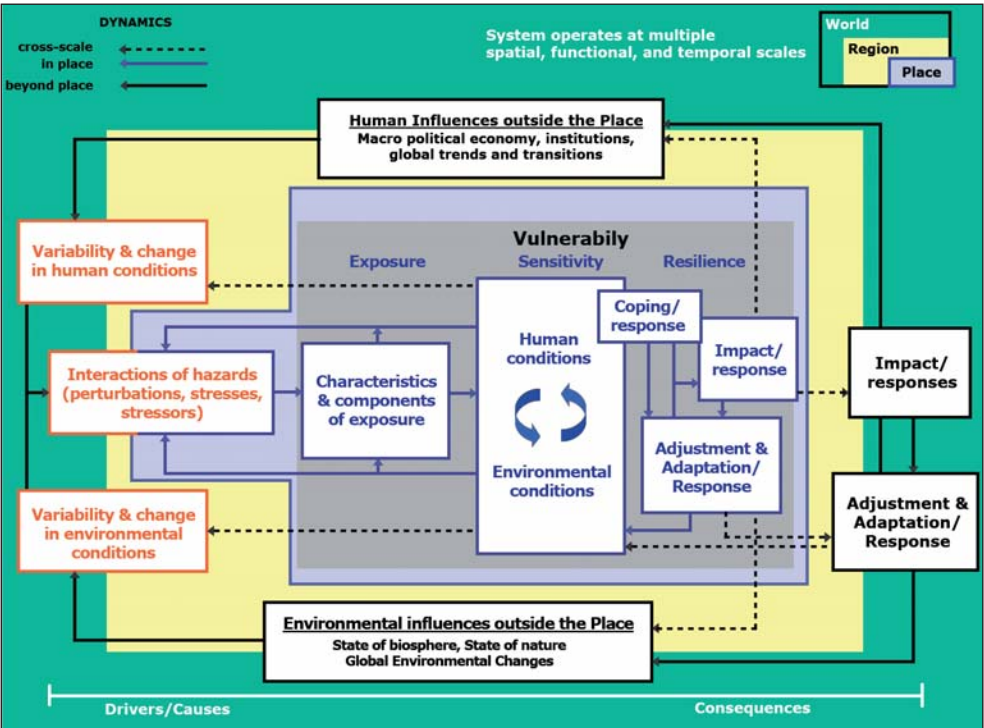 DYNAMICS
cross-scale
in place
beyond place
System operates at multiple
spatial, functional, and temporal scales
World
Region
Place
Human Influences outside the Place
Macro political economy, institutions,
global trends and transitions
Variability & change
in human conditions
Vulnerabily
Exposure
Sensitivity
Resilience
Coping/
response
Human
conditions
Impact/
response
Impact/
responses
Interactions of hazards
(perturbations, stresses,
stressors)
Characteristics
& components
of exposure
Environmental
conditions
Adjustment &
Adaptation/
Response
Variability & change
in environmental
conditions
Adjustment &
Adaptation/
Response
Environmental influences outside the Place
State of biosphere, State of nature
Global Environmental Changes
Drivers/Causes
Consequences